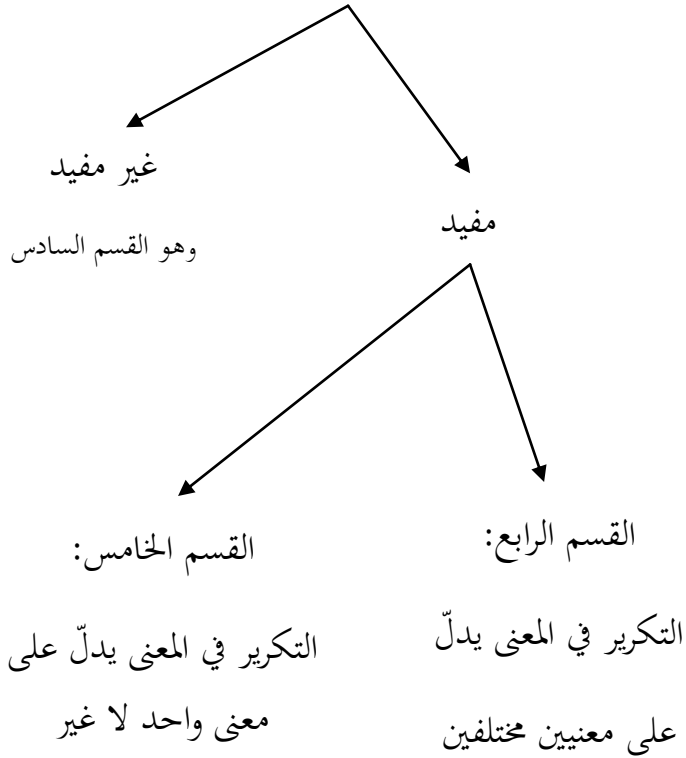 غير مفيد
وهو القسم السادس
مفيد
القسم الرابع:
التكرير في المعنى يدلّ
على معنيين مختلفين
القسم الخامس:
التكرير في المعنى يدلّ على
معنى واحد لا غير